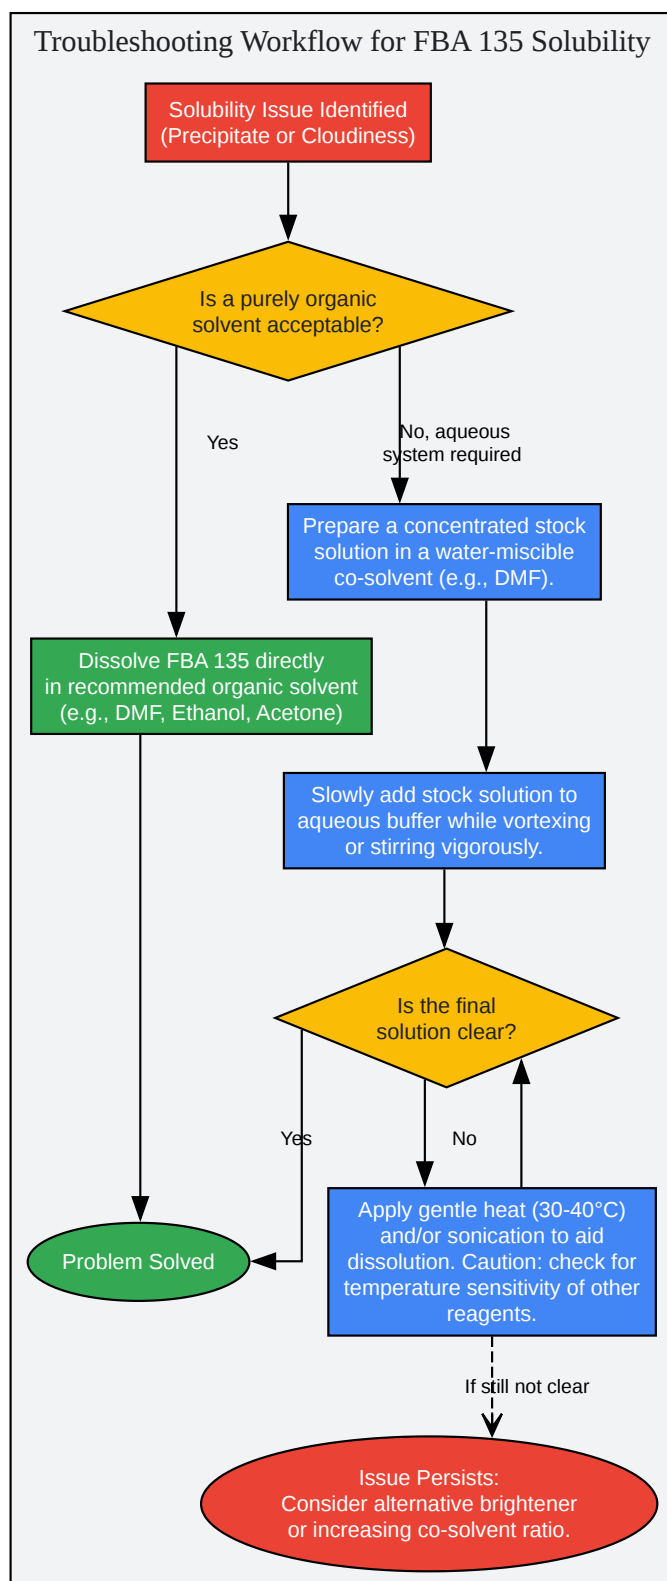 Troubleshooting Workflow for FBA 135 Solubility
Solubility Issue Identified
(Precipitate or Cloudiness)
Is a purely organic
solvent acceptable?
Yes
No, aqueous
system required
Prepare a concentrated stock
solution in a water-miscible
co-solvent (e.g., DMF).
Dissolve FBA 135 directly
in recommended organic solvent
(e.g., DMF, Ethanol, Acetone)
Slowly add stock solution to
aqueous buffer while vortexing
or stirring vigorously.
Is the final
solution clear?
Yes
No
Apply gentle heat (30-40°C)
and/or sonication to aid
dissolution. Caution: check for
temperature sensitivity of other
reagents.
Problem Solved
If still not clear
Issue Persists:
Consider alternative brightener
or increasing co-solvent ratio.